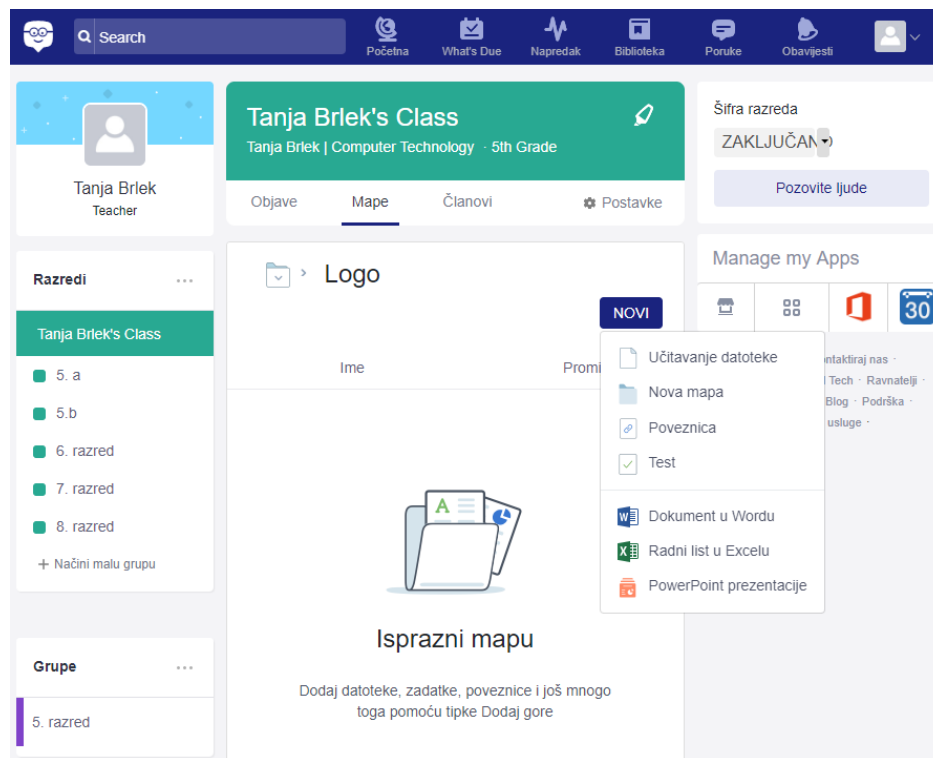 Search
Početna
What's Due
Napredak
Biblioteka
Poruke
Obavijesti
Tanja Brlek
Teacher
Razredi
Tanja Brlek's Class
5. a
5.b
6. razred
7. razred
8. razred
+ Načini malu grupu
Grupe
5. razred
Tanja Brlek's Class
Tanja Brlek | Computer Technology · 5th Grade
Objave
Mape
Članovi
Postavke
Logo
NOVI
Ime
Promi
Učitavanje datoteke
Nova mapa
Poveznica
Test
Dokument u Wordu
Radni list u Excelu
PowerPoint prezentacije
Isprazni mapu
Dodaj datoteke, zadatke, poveznice i još mnogo
toga pomoću tipke Dodaj gore
Šifra razreda
ZAKLJUČAN
Pozovite ljude
Manage my Apps
30
ntaktiraj nas ·
Tech · Ravnatelji ·
Blog · Podrška ·
usluge ·